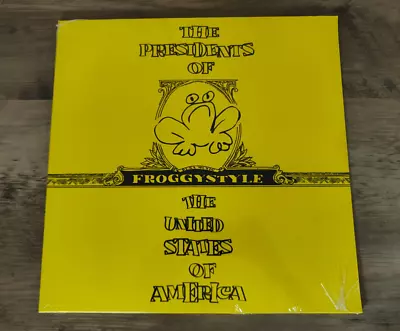 THE
PRESIDENTS
OF
FROGGYSTYLE
THE
UNITED
STATES
OF
AMERICA